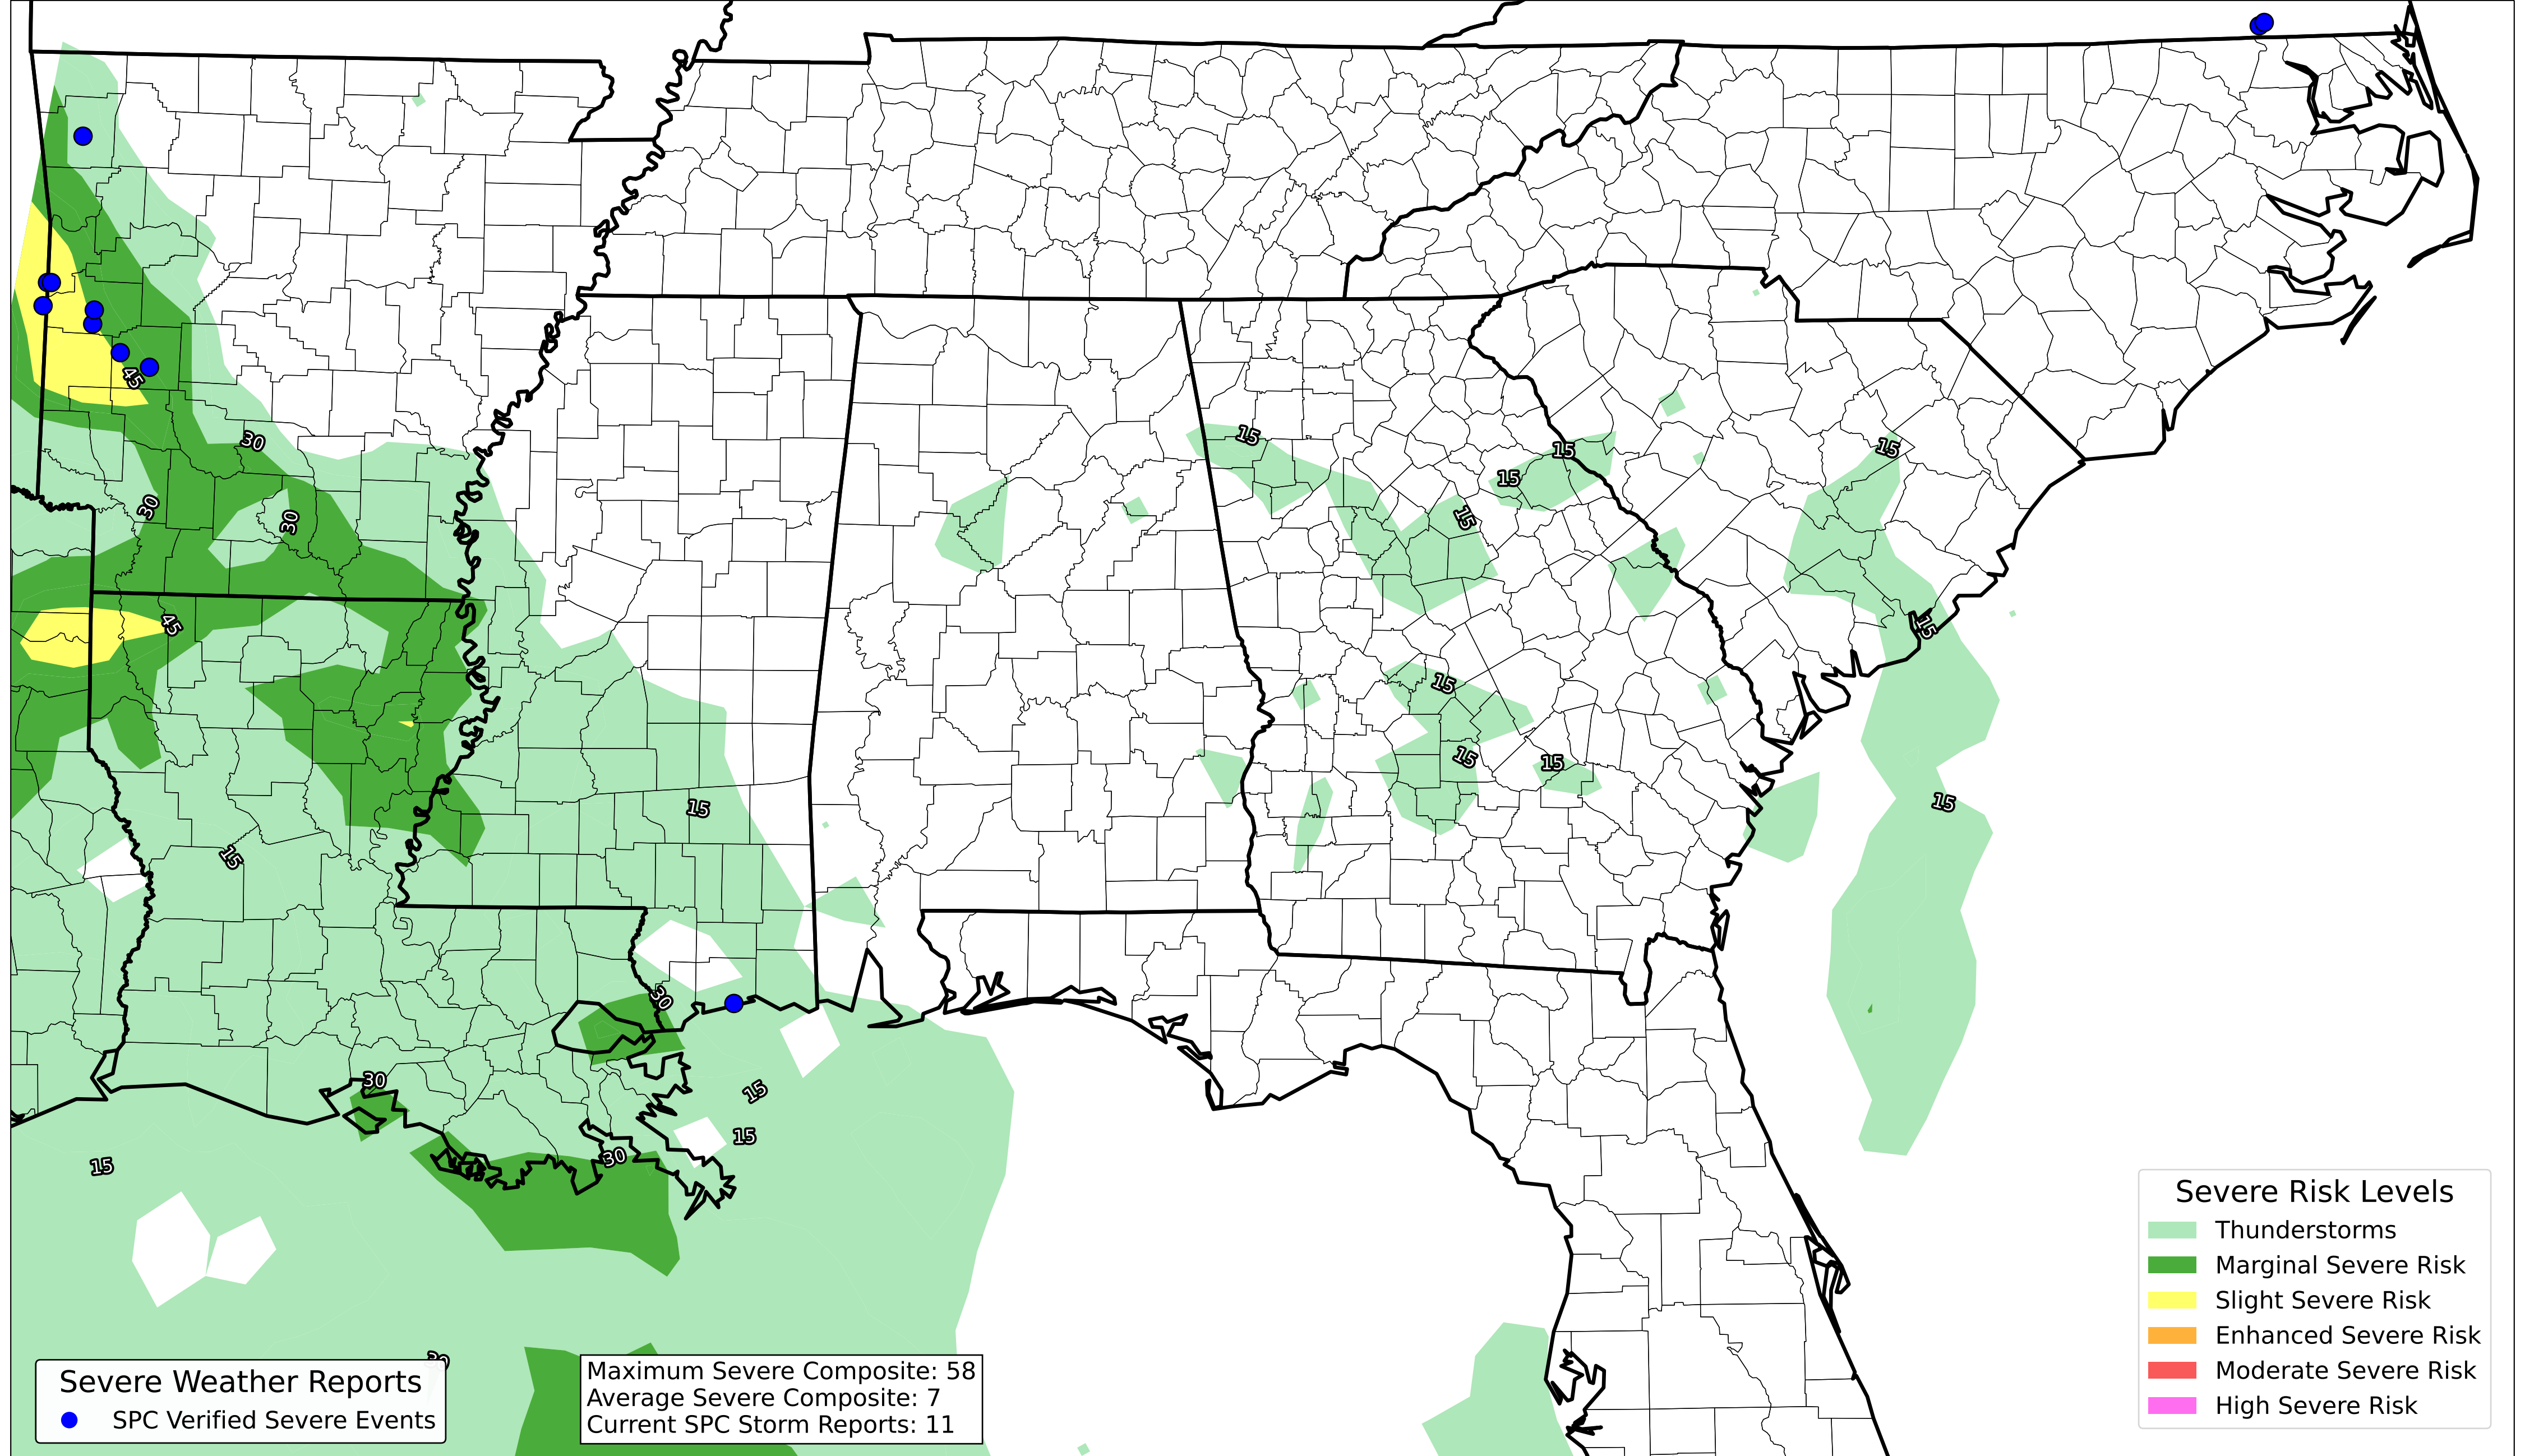 45
30
30
30
15
15
15
15
15
45
15
15
15
15
15
15
15
30
30
15
15
15
30
30
Severe Weather Reports
SPC Verified Severe Events
Maximum Severe Composite: 58
Average Severe Composite: 7
Current SPC Storm Reports: 11
Severe Risk Levels
Thunderstorms
Marginal Severe Risk
Slight Severe Risk
Enhanced Severe Risk
Moderate Severe Risk
High Severe Risk